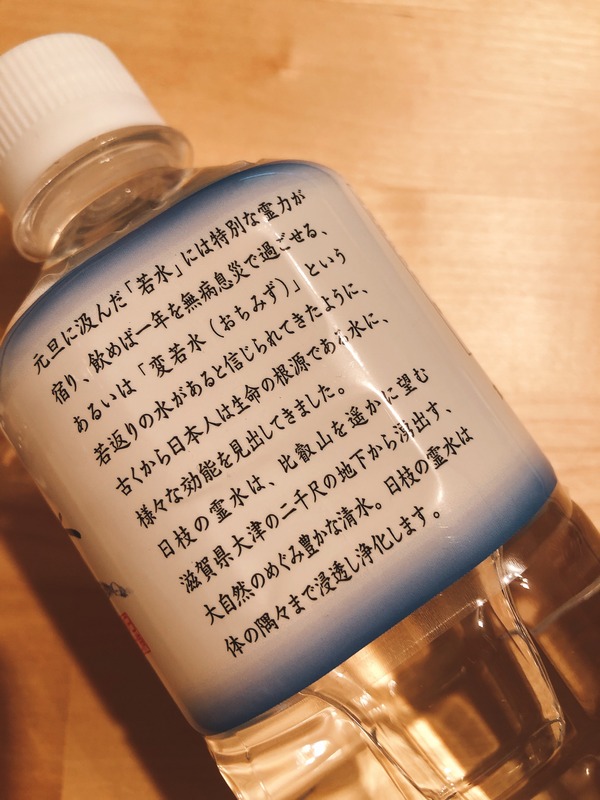 元旦に汲んだ「若水」には特別な霊力が
宿り、飲めば一年を無病息災で過ごせる、
あるいは「変若水（おちみず）」という
若返りの水があると信じられてきたように、
古くから日本人は生命の根源である水に、
様々な効能を見出してきました。
日枝の霊水は、比叡山を遥かに望む
滋賀県大津の二千尺の地下から湧出す、
大自然のめぐみ豊かな清水。日枝の霊水は
体の隅々まで浸透し浄化します。